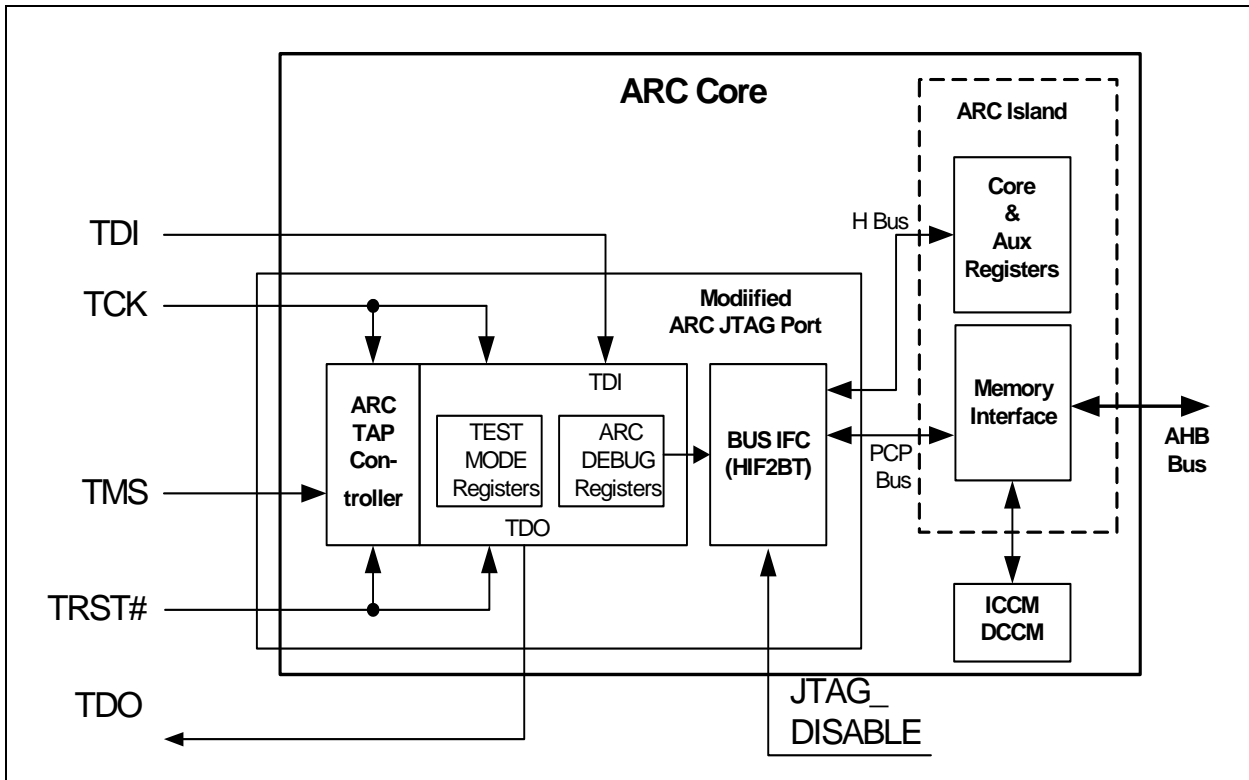 ARC Core
ARC Island
Core
&
Aux
Registers
H Bus
TDI
TCK
Modiified
ARC JTAG Port
TDI
ARC
TAP
Con-
troller
TEST
MODE
Registers
ARC
DEBUG
Registers
BUS IFC
(HIF2BT)
Memory
Interface
AHB
Bus
PCP
Bus
TMS
TDO
TRST#
ICCM
DCCM
TDO
JTAG_
DISABLE